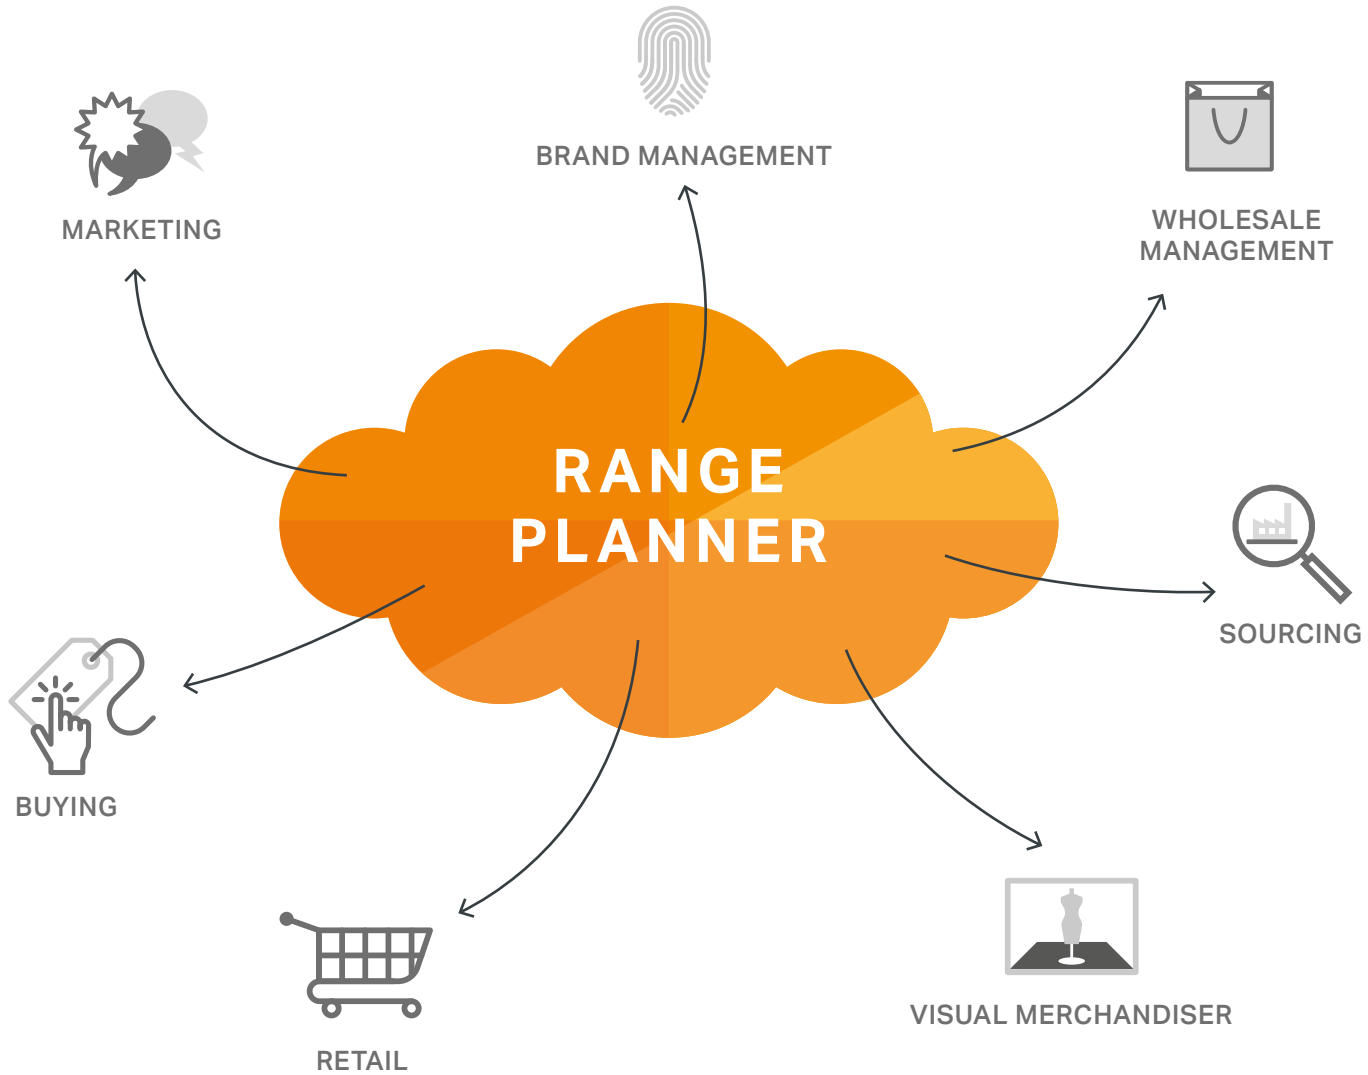 BRAND MANAGEMENT
MARKETING
WHOLESALE
MANAGEMENT
RANGE
PLANNER
SOURCING
BUYING
VISUAL MERCHANDISER
RETAIL